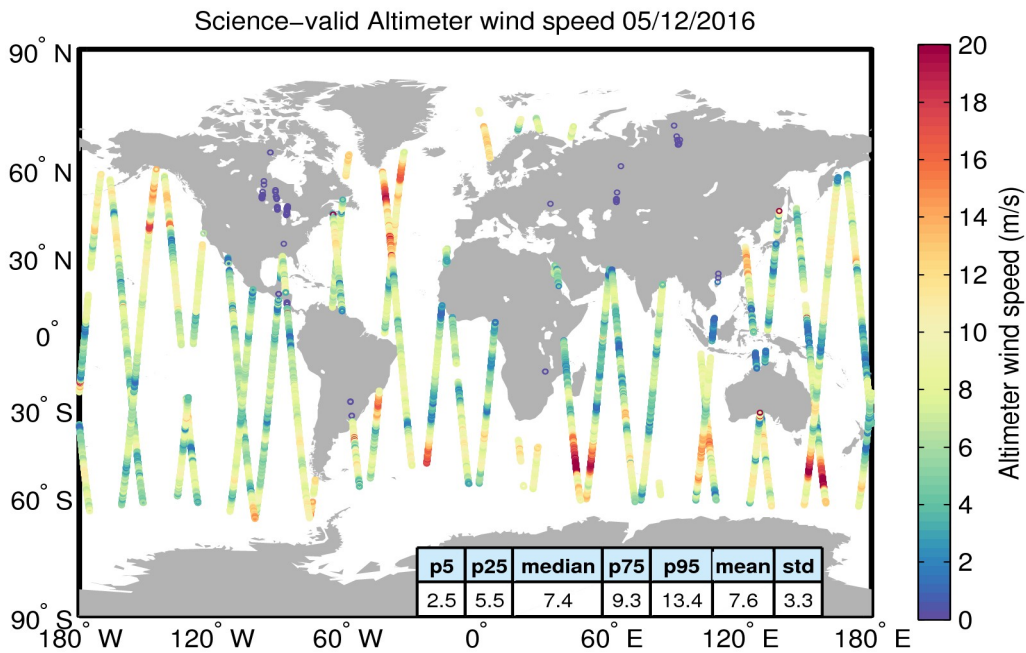 Science−valid Altimeter wind speed 05/12/2016
90° N
60° N
30° N
0°
30° S
60° S
90° S
180° W
120° W
60° W
0°
60° E
120° E
180° E
p5 p25 median p75 p95 mean std
2.5 5.5 7.4 9.3 13.4 7.6 3.3
20
18
16
14
12
10
8
6
4
2
0
Altimeter wind speed (m/s)